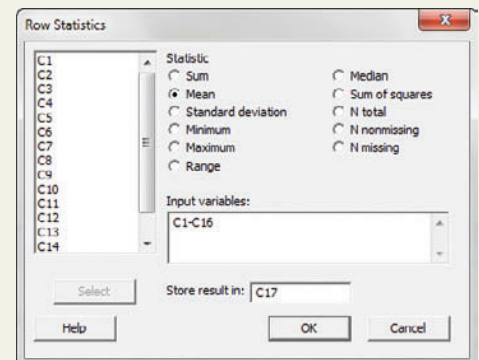 Row Statistics
X
C1
C2
C3
C4
C5
C6
C7
C8
C9
C10
C11
C12
C13
C14
Statistic
Sum
Mean
Standard deviation
Minimum
Maximum
Range
Median
Sum of squares
N total
N nonmissing
N missing
Input variables:
C1-C16
Select
Store result in: C17
Help
OK
Cancel